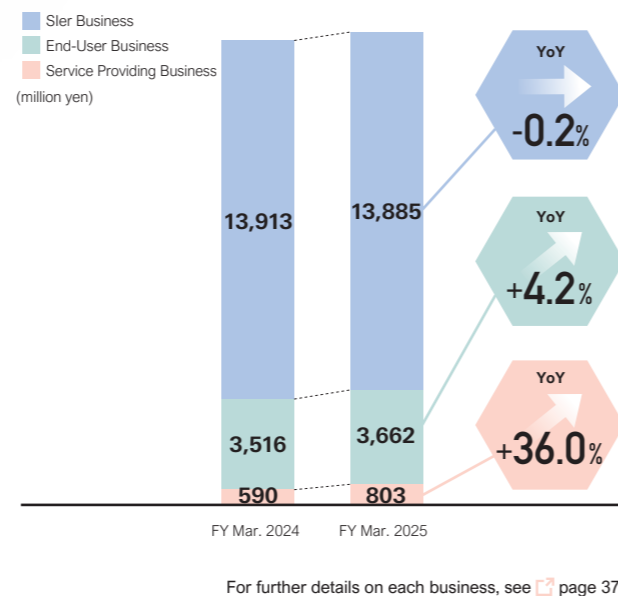 SIer Business
End-User Business
Service Providing Business
(million yen)
13,913
3,516
590
FY Mar. 2024
13,885
3,662
803
FY Mar. 2025
YoY
-0.2%
YoY
+4.2%
YoY
+36.0%
For further details on each business, see page 37